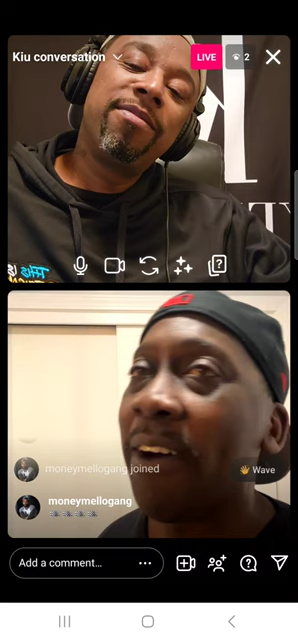 Kiu conversation
LIVE
2
moneymellogang joined
Wave
moneymellogang
Add a comment...